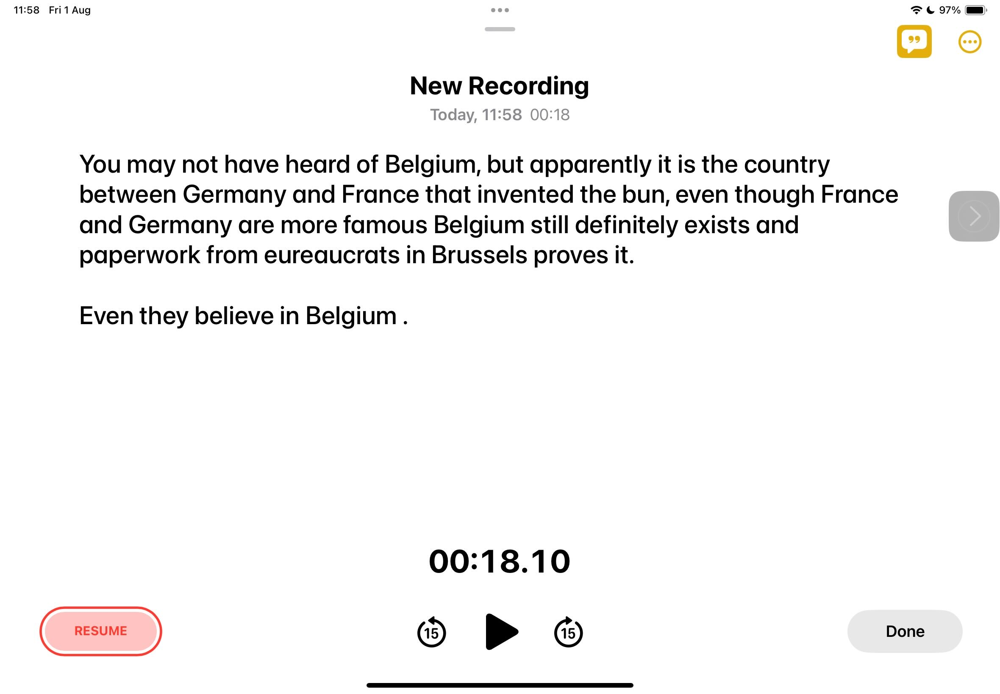 11:58 Fri 1 Aug
97%
New Recording
Today, 11:58 00:18
You may not have heard of Belgium, but apparently it is the country
between Germany and France that invented the bun, even though France
and Germany are more famous Belgium still definitely exists and
paperwork from eureaucrats in Brussels proves it.
Even they believe in Belgium .
00:18.10
RESUME
15
15
Done